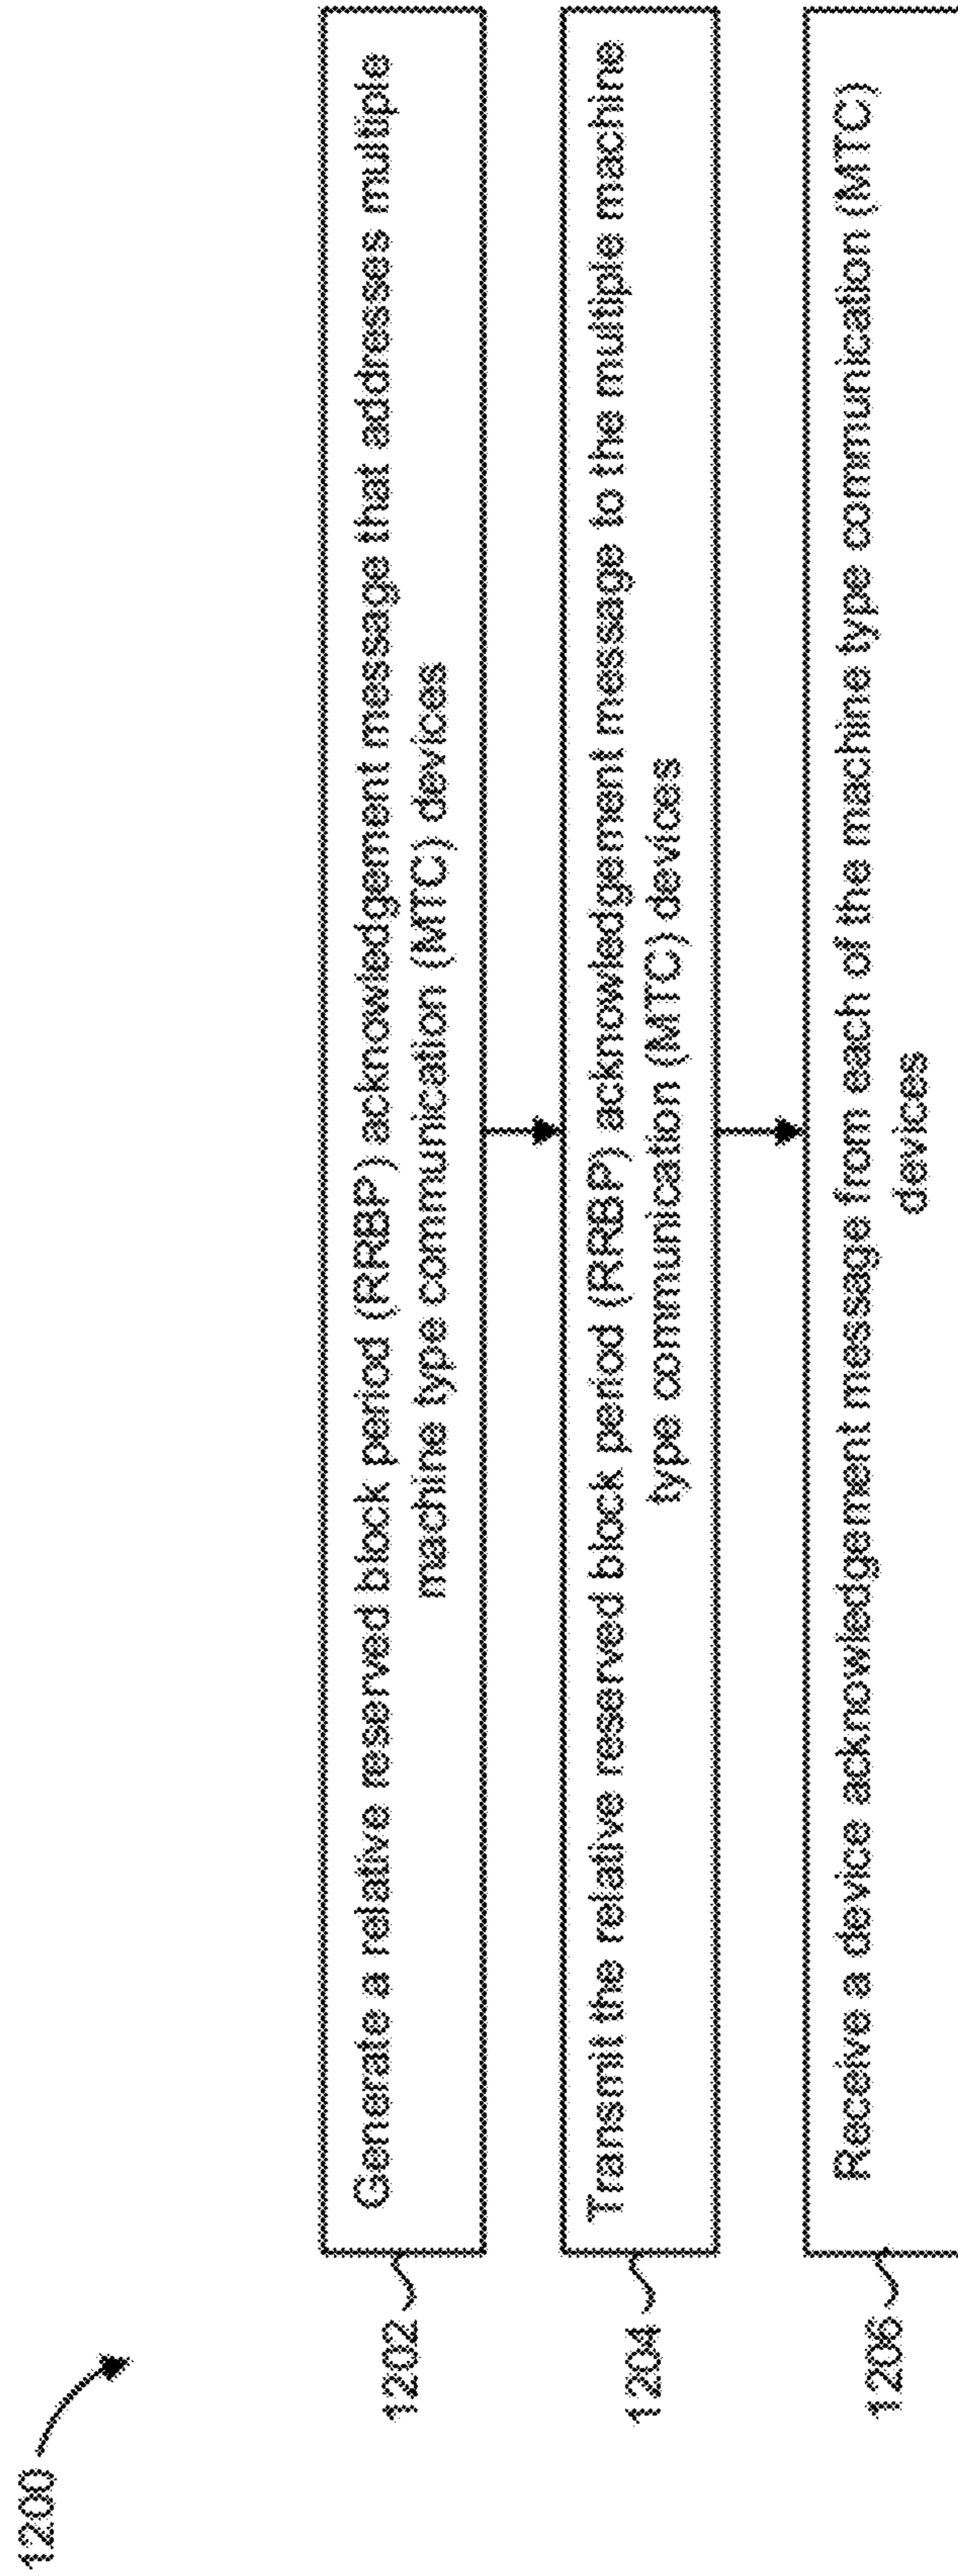 1200
1202
Generate a relative reserved block period (RRBP) acknowledgement message that addresses multiple
machine type communication (MTC) devices
1204
Transmit the relative reserved block period (RRBP) acknowledgement message to the multiple machine
type communication (MTC) devices
1206
Receive a device acknowledgement message from each of the machine type communication (MTC)
devices